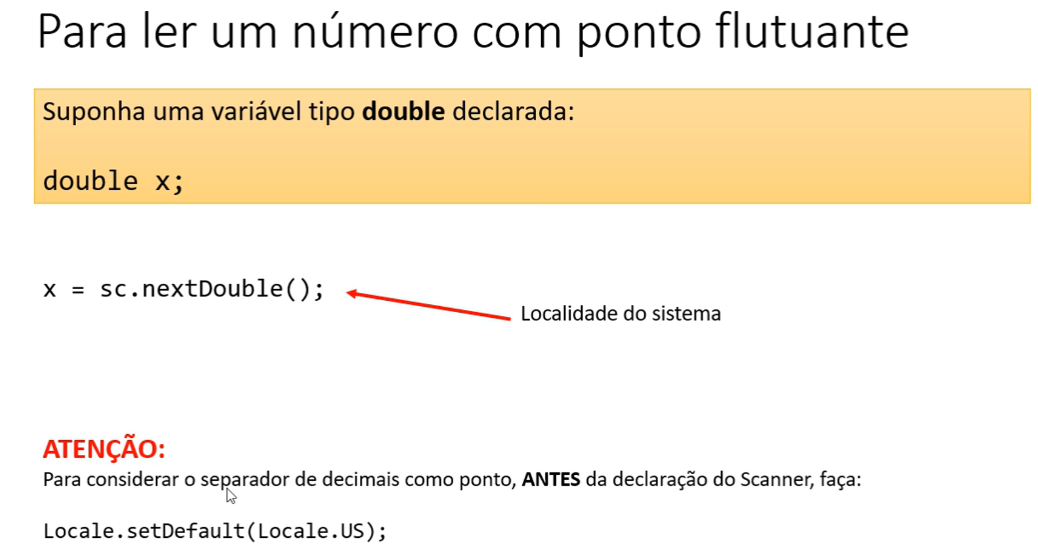 Para ler um número com ponto flutuante
Suponha uma variável tipo double declarada:
double x;
x = sc.nextDouble();
Localidade do sistema
ATENÇÃO:
Para considerar o separador de decimais como ponto, ANTES da declaração do Scanner, faça:
Locale.setDefault(Locale.US);